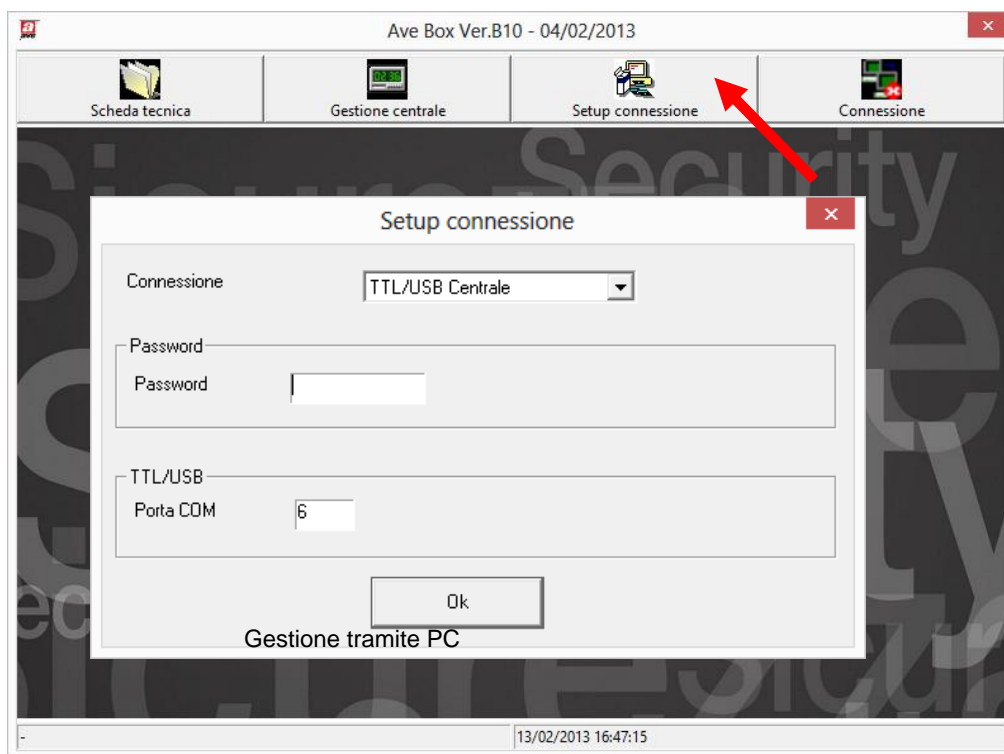 Ave Box Ver.B10 - 04/02/2013
Scheda tecnica
Gestione centrale
Setup connessione
Connessione
Security
Setup connessione
Connessione
TTL/USB Centrale
Password
Password
TTL/USB
Porta COM
6
Ok
Gestione tramite PC
-
13/02/2013 16:47:15